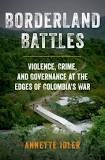 BORDERLAND
BATTLES
VIOLENCE, CRIME,
AND GOVERNANCE AT THE
EDGES OF COLOMBIA'S WAR
ANNETTE IDLER